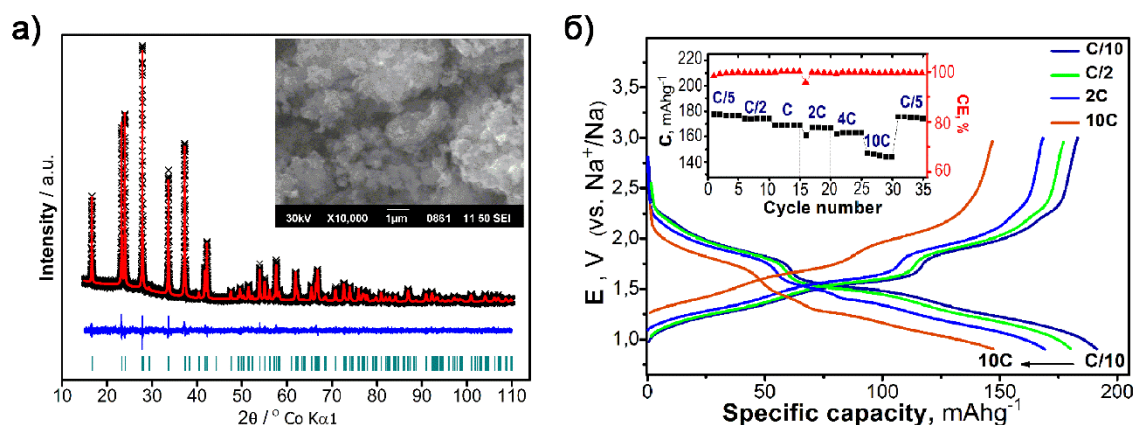 а)
Intensity / a.u.
30kV X10,000 1µm 0861 11 50 SEI
10 20 30 40 50 60 70 80 90 100 110
2θ / ° Co Kα1
б)
E, V (vs. Na⁺/Na)
3,5
3.0
2.5
2.0
1.5
1.0
C/10
C/2
2C
10C
C, mAhg⁻¹
220
200
180
160
140
C/5 C/2 C 2C 4C 10C C/5
100
80
60
CE, %
0 5 10 15 20 25 30 35
Cycle number
10C C/10
0 50 100 150 200
Specific capacity, mAhg⁻¹